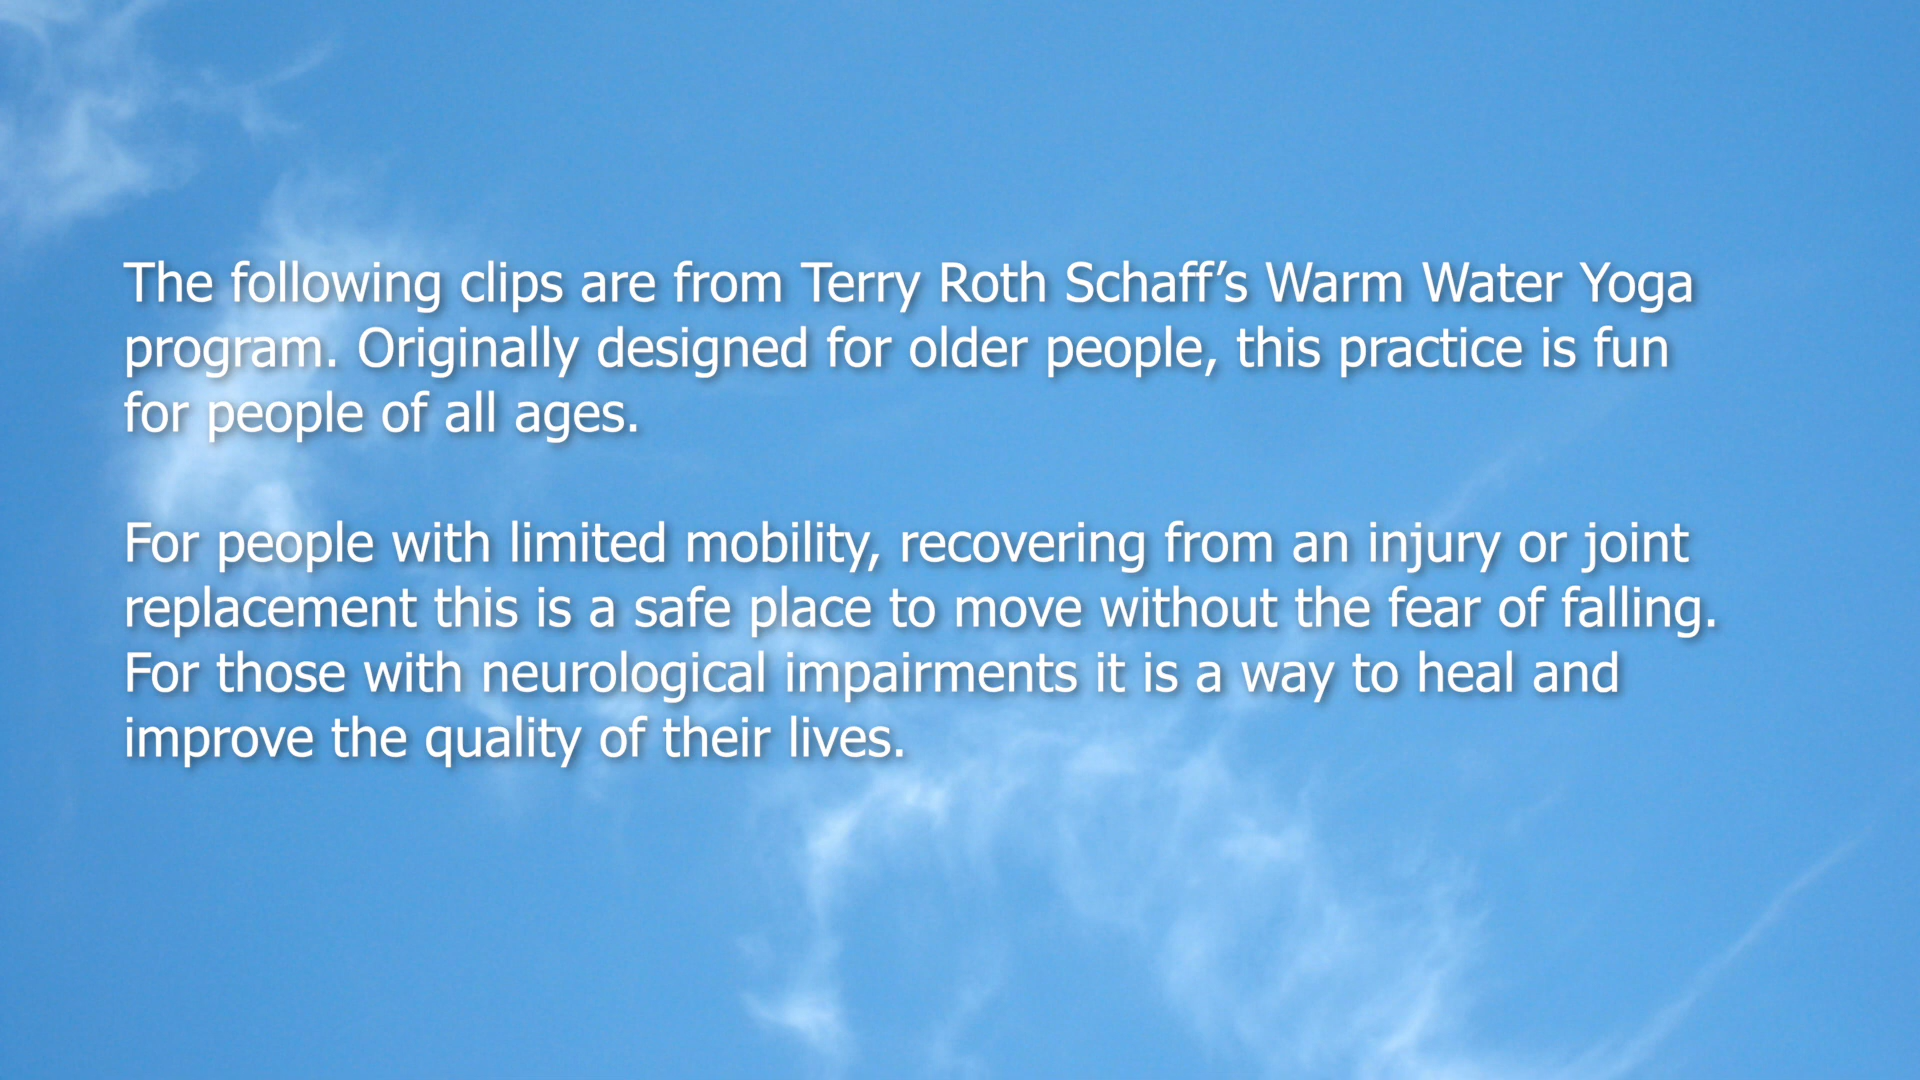 The following clips are from Terry Roth Schaff’s Warm Water Yoga
program. Originally designed for older people, this practice is fun
for people of all ages.
For people with limited mobility, recovering from an injury or joint
replacement this is a safe place to move without the fear of falling.
For those with neurological impairments it is a way to heal and
improve the quality of their lives.